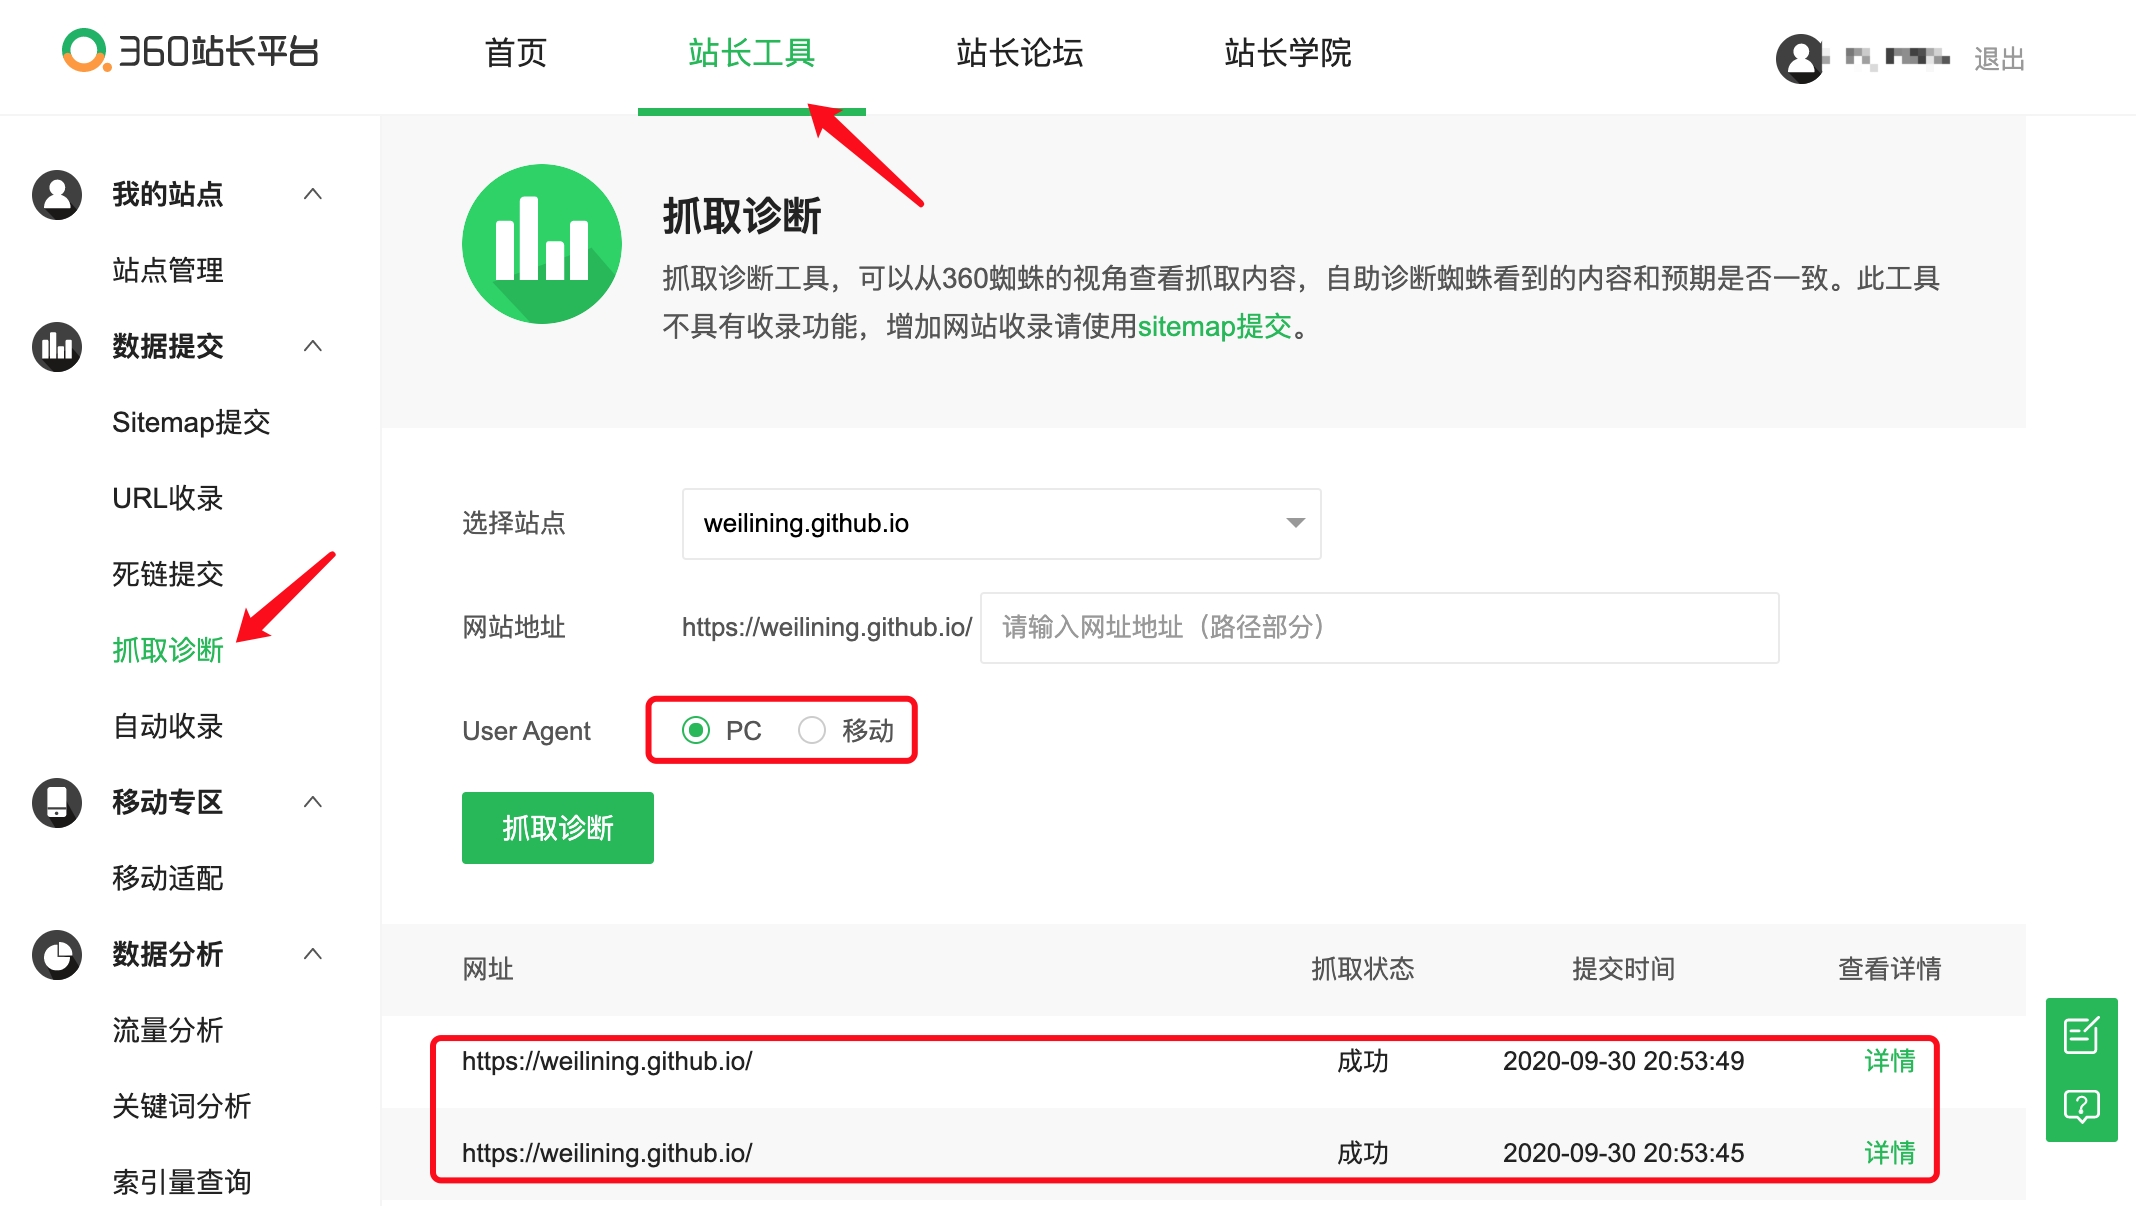 360站长平台
首页
站长工具
站长论坛
站长学院
退出
我的站点
站点管理
数据提交
Sitemap提交
URL收录
死链提交
抓取诊断
自动收录
移动专区
移动适配
数据分析
流量分析
关键词分析
索引量查询
抓取诊断
抓取诊断工具，可以从360蜘蛛的视角查看抓取内容，自助诊断蜘蛛看到的内容和预期是否一致。此工具
不具有收录功能，增加网站收录请使用sitemap提交。
选择站点 weilining.github.io
网站地址 https://weilining.github.io/ 请输入网址地址（路径部分）
User Agent PC 移动
抓取诊断
网址 抓取状态 提交时间 查看详情
https://weilining.github.io/ 成功 2020-09-30 20:53:49 详情
https://weilining.github.io/ 成功 2020-09-30 20:53:45 详情